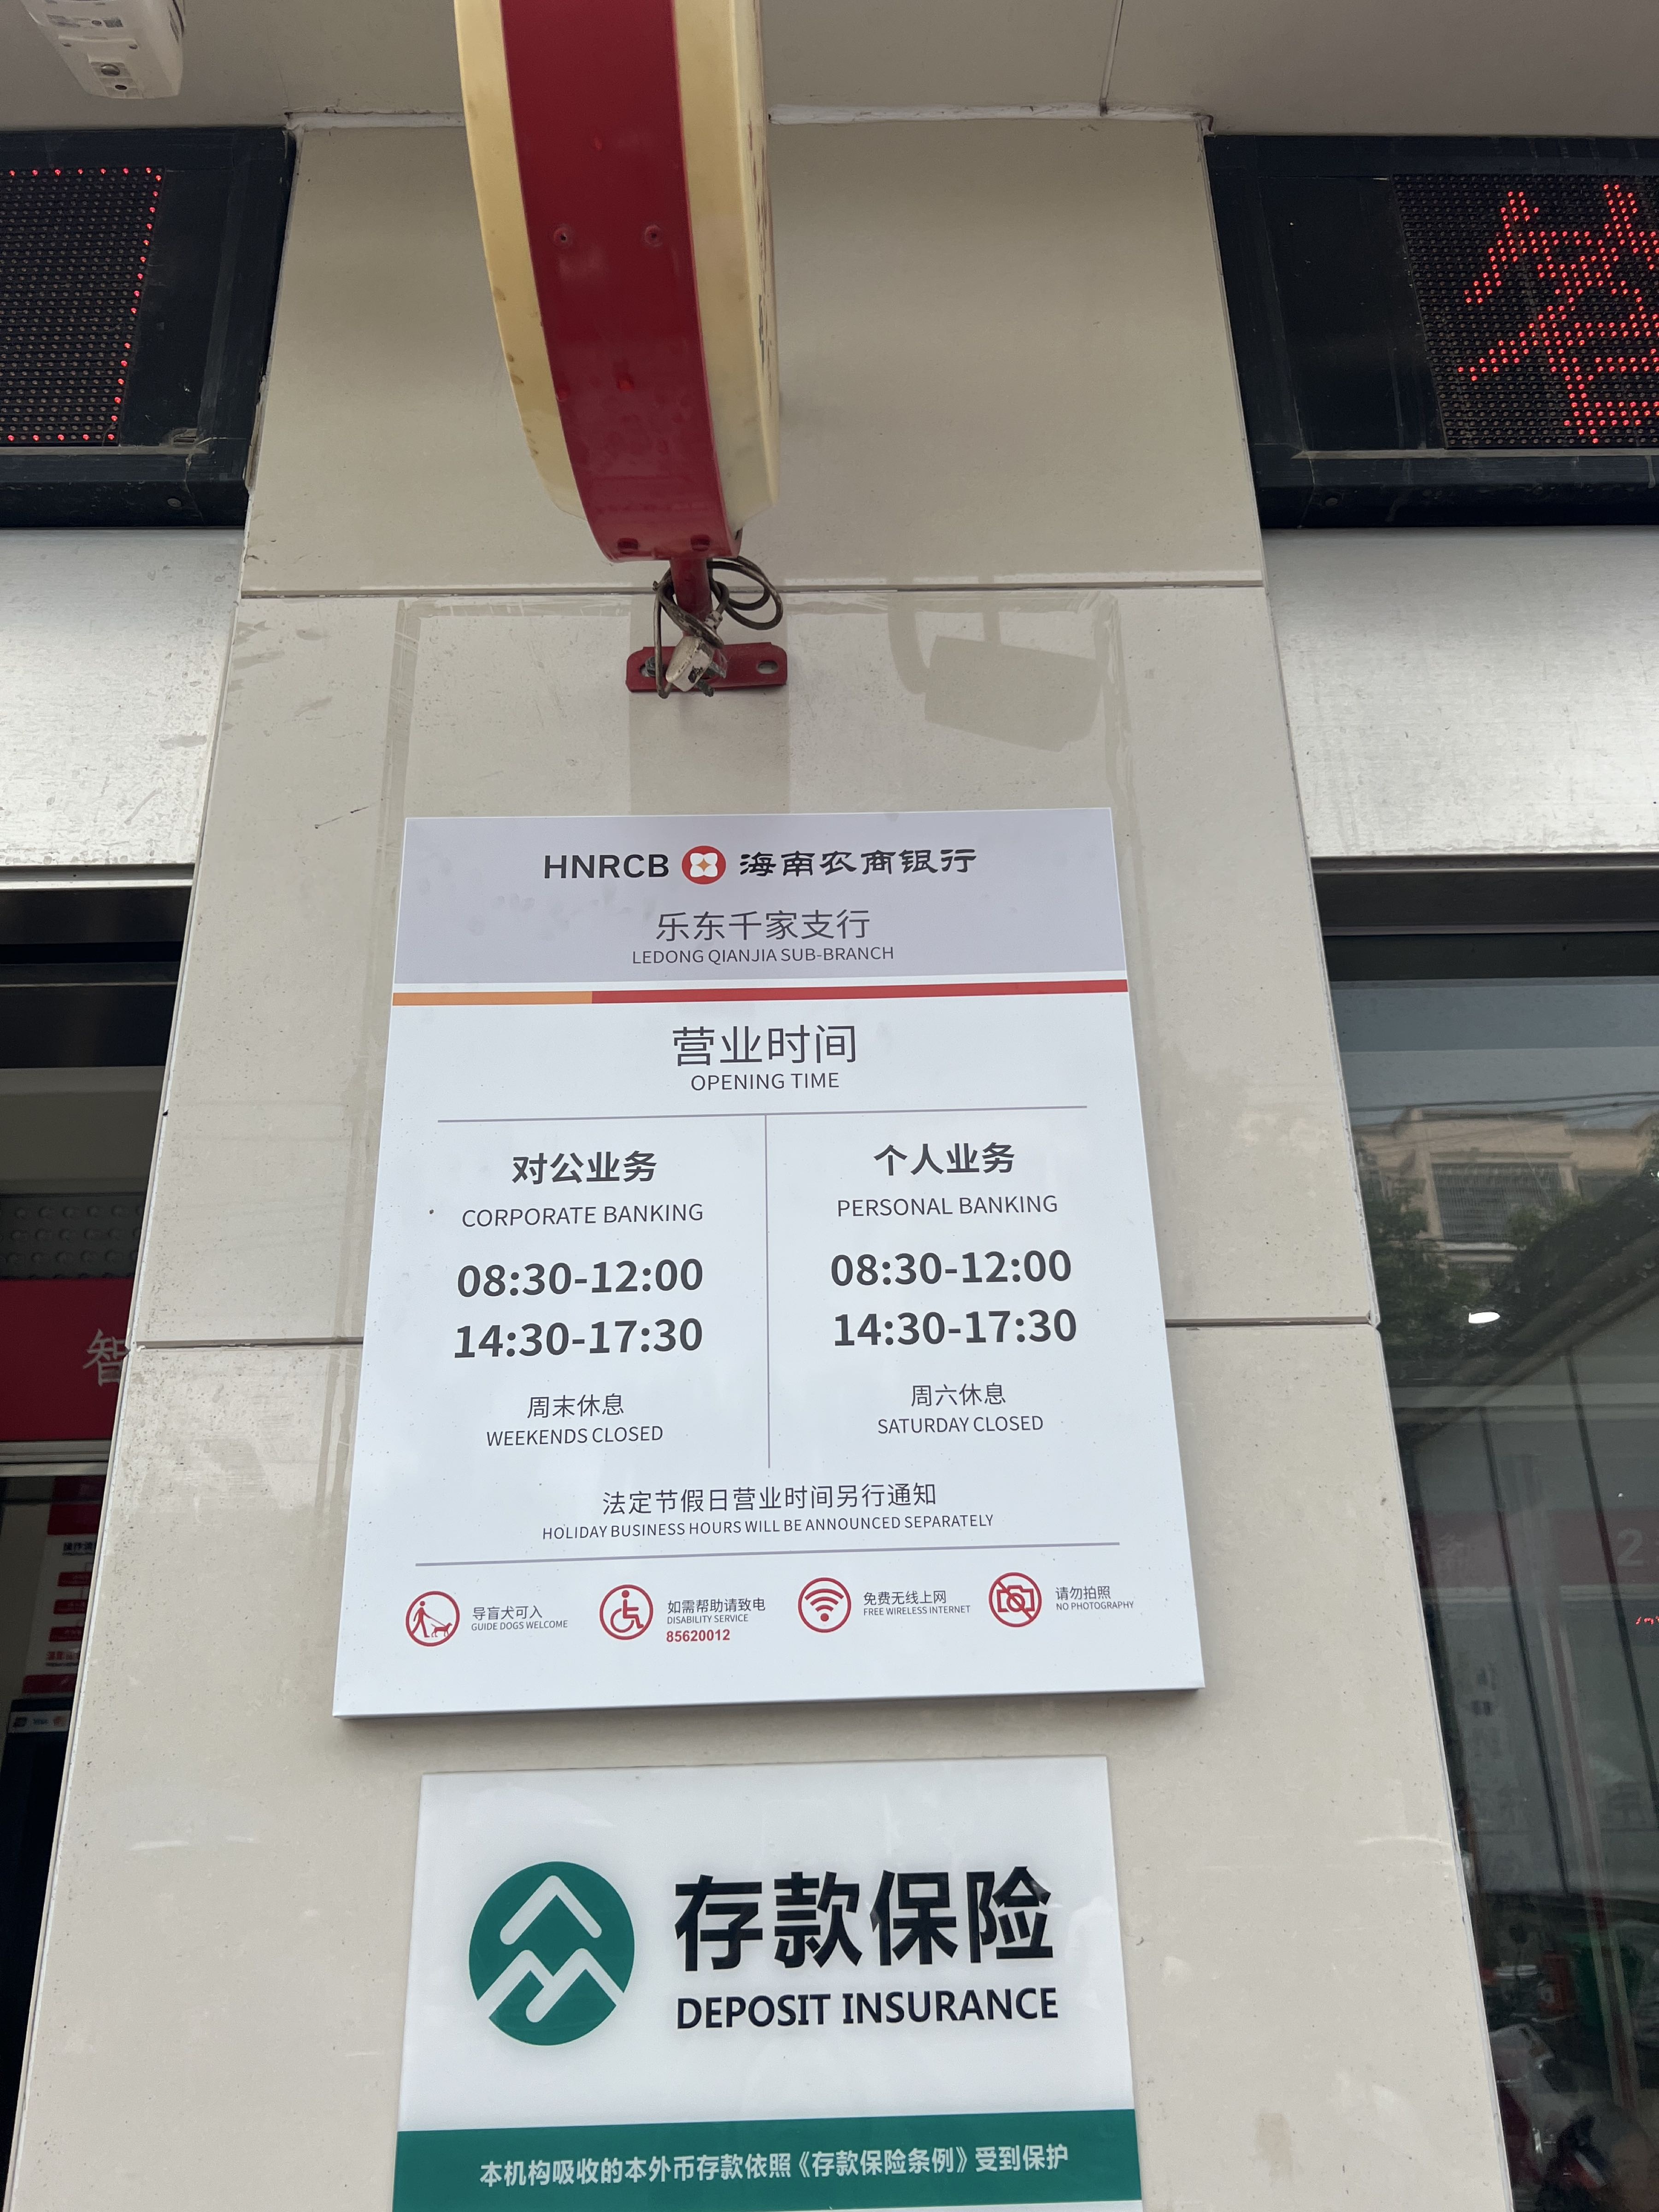 HNRCB 海南农商银行
乐东千家支行
LEDONG QIANJIA SUB-BRANCH
营业时间
OPENING TIME
对公业务
CORPORATE BANKING
08:30-12:00
14:30-17:30
周末休息
WEEKENDS CLOSED
个人业务
PERSONAL BANKING
08:30-12:00
14:30-17:30
周六休息
SATURDAY CLOSED
法定节假日营业时间另行通知
HOLIDAY BUSINESS HOURS WILL BE ANNOUNCED SEPARATELY
导盲犬可入
GUIDE DOGS WELCOME
如需帮助请致电
DISABILITY SERVICE
85620012
免费无线上网
FREE WIRELESS INTERNET
请勿拍照
NO PHOTOGRAPHY
智
存款保险
DEPOSIT INSURANCE
本机构吸收的本外币存款依照《存款保险条例》受到保护